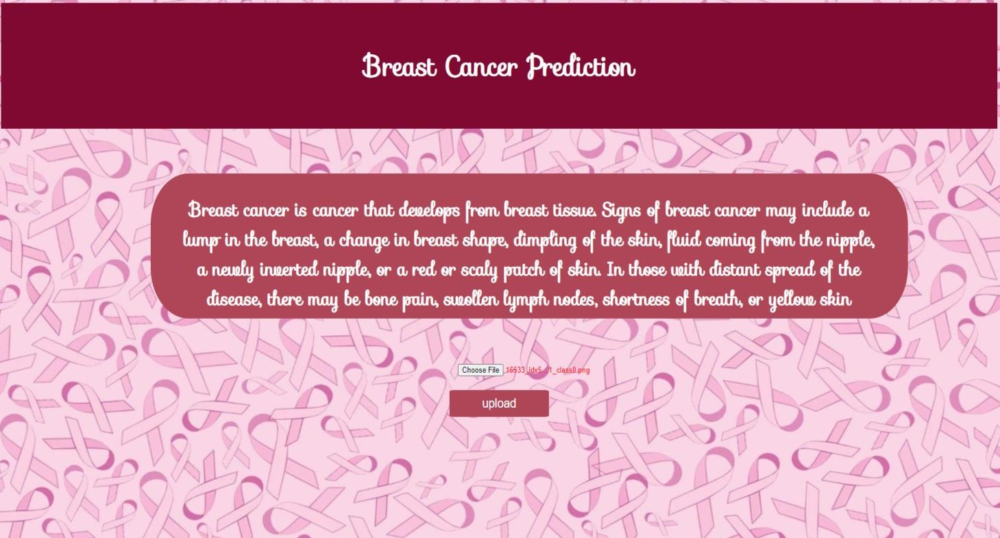 Breast Cancer Prediction
Breast cancer is cancer that develops from breast tissue. Signs of breast cancer may include a
lump in the breast, a change in breast shape, dimpling of the skin, fluid coming from the nipple,
a newly inverted nipple, or a red or scaly patch of skin. In those with distant spread of the
disease, there may be bone pain, swollen lymph nodes, shortness of breath, or yellow skin
Choose File 16533_idx5...1_class0.png
upload